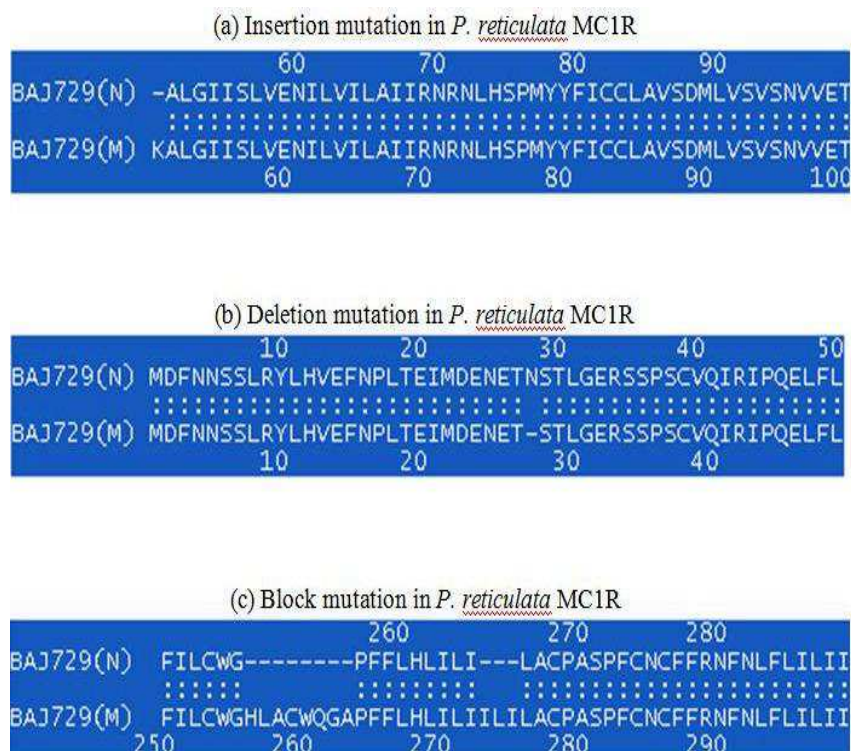 (a) Insertion mutation in P. reticulata MC1R
60 70 80 90
BAJ729(N) -ALGIISLVENILVILAIIRNRNLHSPMYYFICCLAVSDMLVSVSNVVET
:::::::::::::::::::::::::::::::::::::::::::::::::
BAJ729(M) KALGIISLVENILVILAIIRNRNLHSPMYYFICCLAVSDMLVSVSNVVET
60 70 80 90 100
(b) Deletion mutation in P. reticulata MC1R
10 20 30 40 50
BAJ729(N) MDFNNSSLRYLHVEFNPLTEIMDENETNSTLGERSSPSCVQIRIPQELFL
::::::::::::::::::::::::::: ::::::::::::::::::::::
BAJ729(M) MDFNNSSLRYLHVEFNPLTEIMDENET-STLGERSSPSCVQIRIPQELFL
10 20 30 40
(c) Block mutation in P. reticulata MC1R
260 270 280
BAJ729(N) FILCWG--------PFFLHLILI---LACPASPFCNCFFRNFNLFLILII
:::::: ::::::::: ::::::::::::::::::::::::
BAJ729(M) FILCWGHLACWQGAPFFLHLILIILILACPASPFCNCFFRNFNLFLILII
250 260 270 280 290